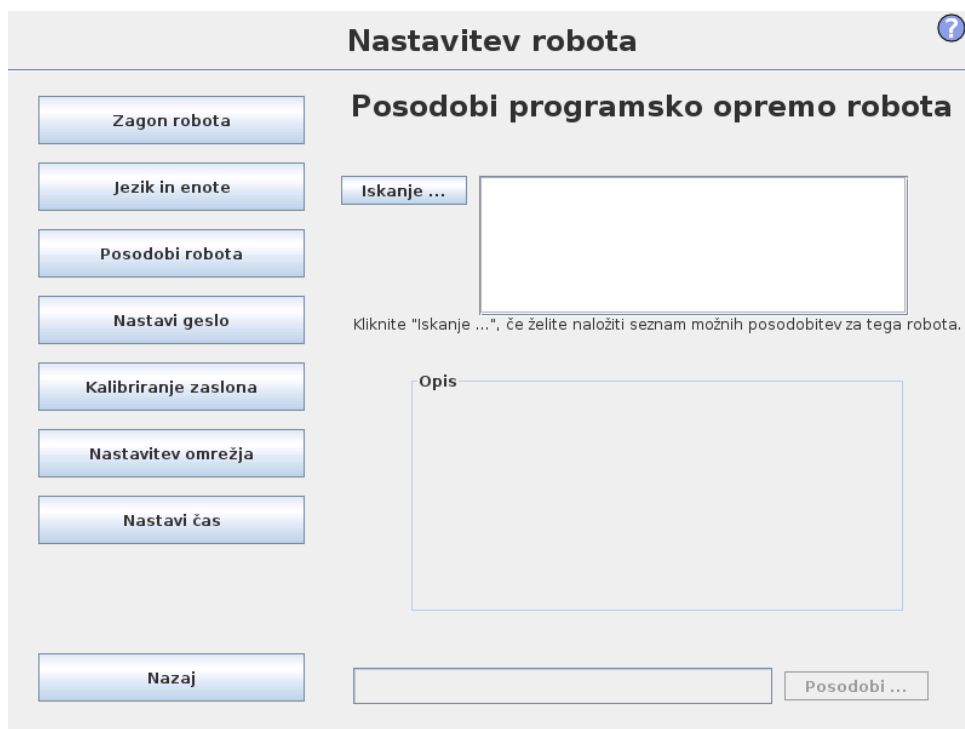 Nastavitev robota
?
Zagon robota
Jezik in enote
Posodobi robota
Nastavi geslo
Kalibriranje zaslona
Nastavitev omrežja
Nastavi čas
Nazaj
Posodobi programsko opremo robota
Iskanje ...
Kliknite "Iskanje ...", če želite naložiti seznam možnih posodobitev za tega robota.
Opis
Posodobi ...